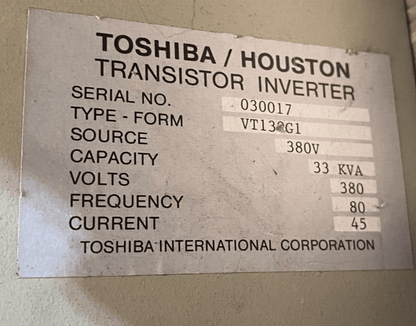 TOSHIBA / HOUSTON
TRANSISTOR INVERTER
SERIAL NO. 030017
TYPE - FORM
SOURCE 380V
CAPACITY 33 KVA
VOLTS 380
FREQUENCY 80
CURRENT 45
TOSHIBA INTERNATIONAL CORPORATION